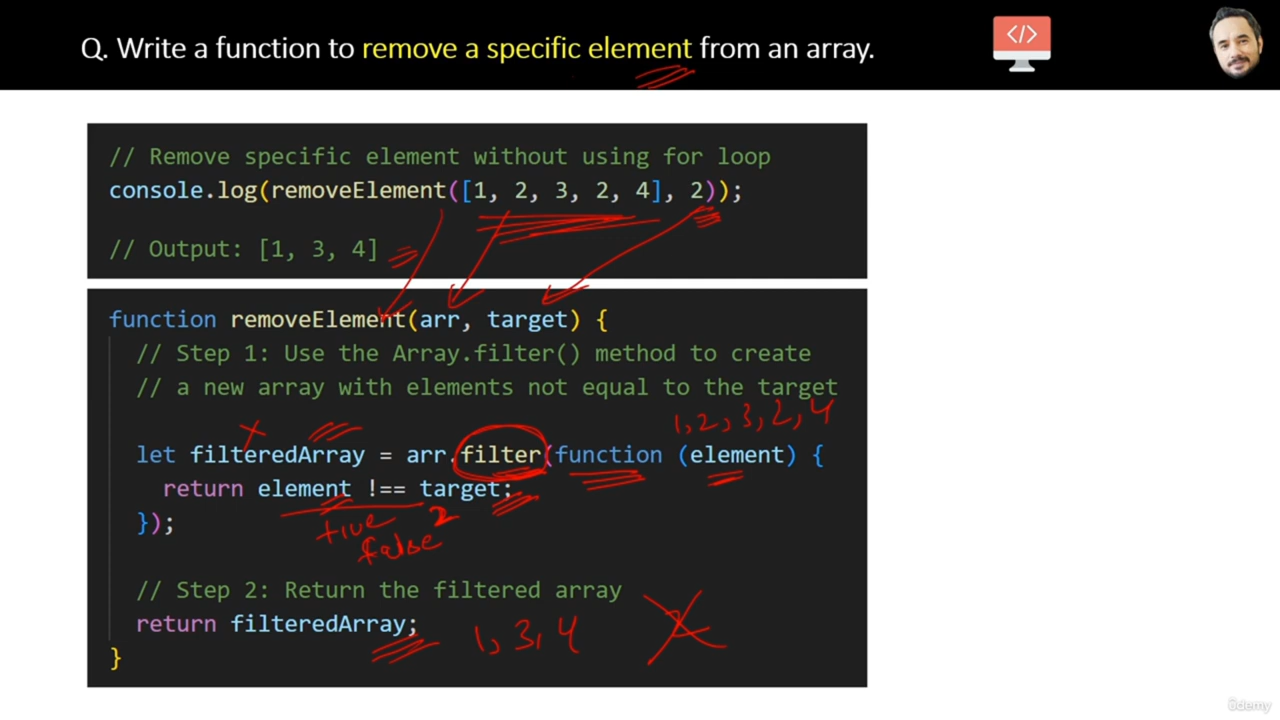 Q. Write a function to remove a specific element from an array.
</>
// Remove specific element without using for loop
console.log(removeElement([1, 2, 3, 2, 4], 2));
// Output: [1, 3, 4]
function removeElement(arr, target) {
// Step 1: Use the Array.filter() method to create
// a new array with elements not equal to the target
1, 2, 3, 2, 4
let filteredArray = arr.filter(function (element) {
return element !== target;
});
true 2
false
// Step 2: Return the filtered array
return filteredArray;
1, 3, 4
2
}
ûdemy